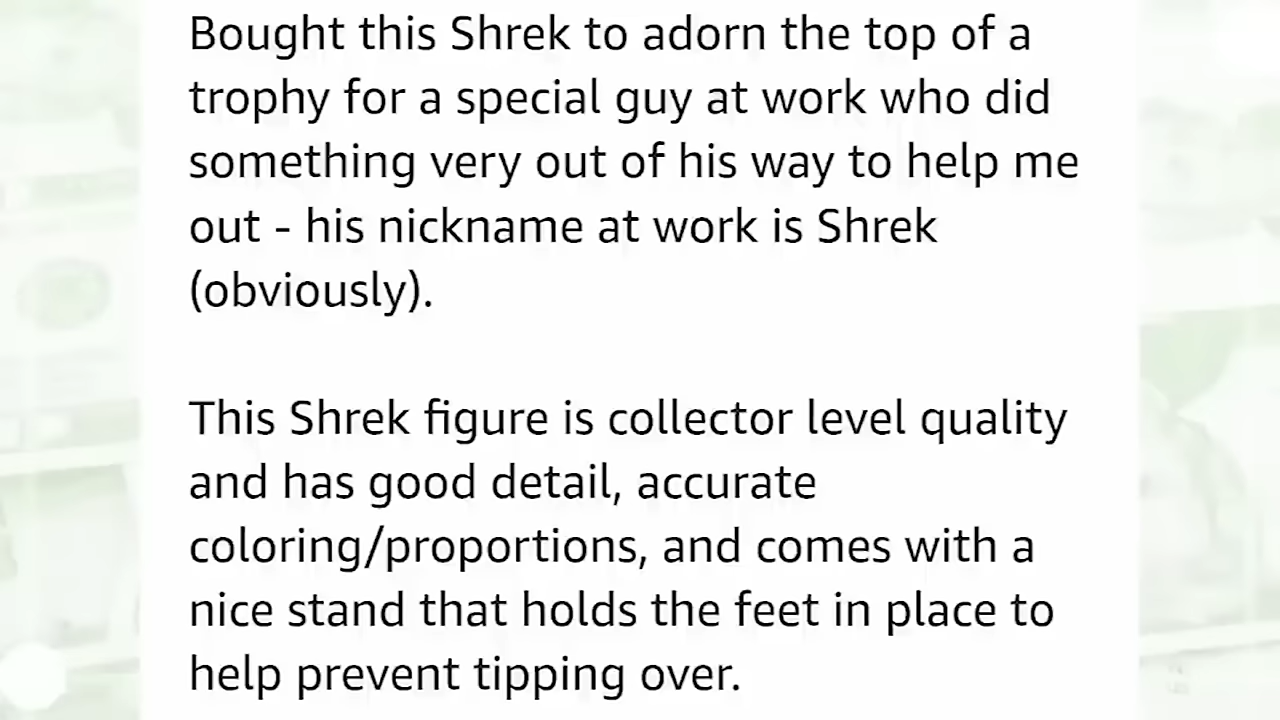 Bought this Shrek to adorn the top of a
trophy for a special guy at work who did
something very out of his way to help me
out - his nickname at work is Shrek
(obviously).
This Shrek figure is collector level quality
and has good detail, accurate
coloring/proportions, and comes with a
nice stand that holds the feet in place to
help prevent tipping over.